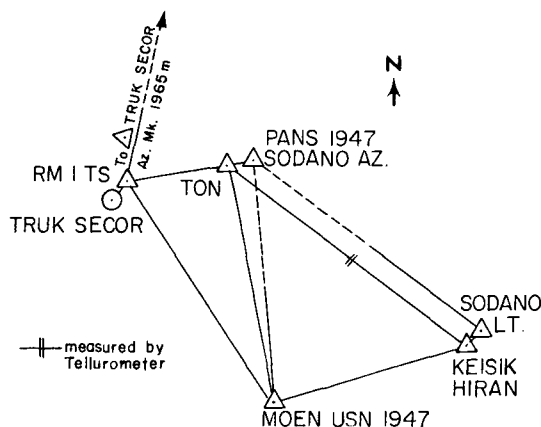 To TRUK SECOR
Az. Mk. 1965 m
N
PANS 1947
SODANO AZ.
RM 1 TS
TON
TRUK SECOR
SODANO
LT.
measured by
Tellurometer
KEISIK
HIRAN
MOEN USN 1947